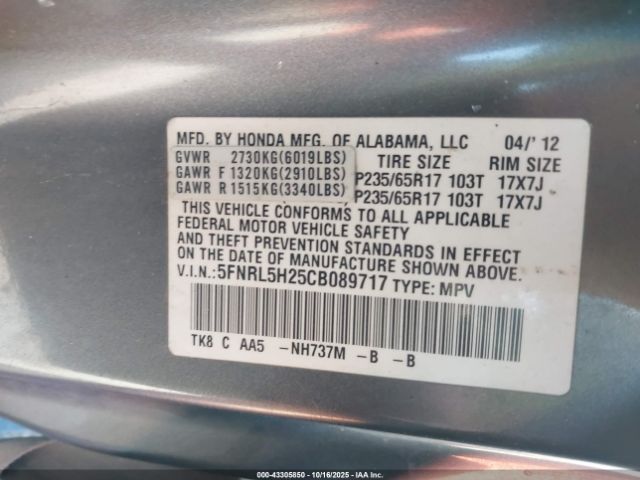 MFD. BY HONDA MFG. OF ALABAMA, LLC 04/' 12
GVWR 2730KG(6019LBS) TIRE SIZE RIM SIZE
GAWR F 1320KG(2910LBS) P235/65R17 103T 17X7J
GAWR R 1515KG(3340LBS) P235/65R17 103T 17X7J
THIS VEHICLE CONFORMS TO ALL APPLICABLE
FEDERAL MOTOR VEHICLE SAFETY
AND THEFT PREVENTION STANDARDS IN EFFECT
ON THE DATE OF MANUFACTURE SHOWN ABOVE.
V.I.N.:5FNRL5H25CB089717 TYPE: MPV
TK8 C AA5 -NH737M -B -B
000-43305850 - 10/16/2025 - IAA Inc.